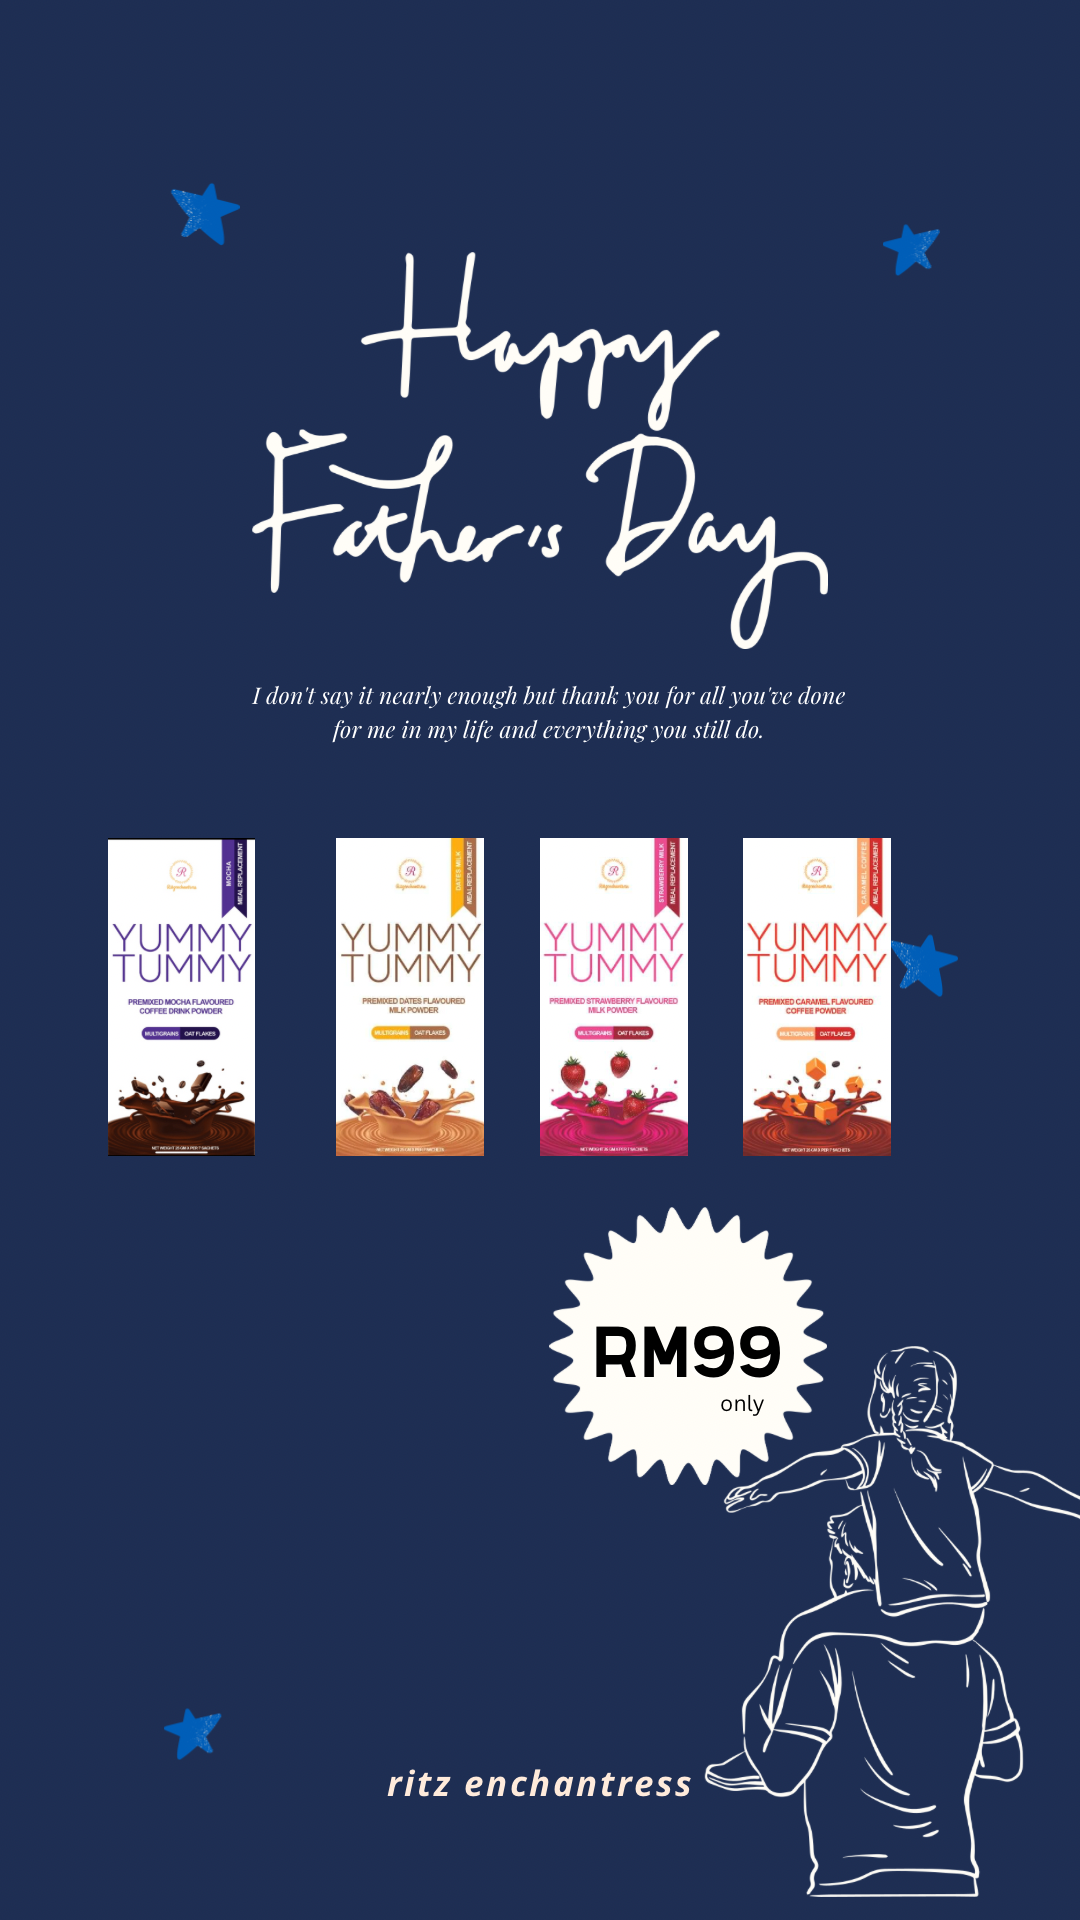 Happy
Father's Day
I don't say it nearly enough but thank you for all you've done
for me in my life and everything you still do.
MOCHA
MEAL REPLACEMENT
R
YUMMY
TUMMY
PREMIXED MOCHA FLAVOURED
COFFEE DRINK POWDER
MULTIGRAINS OAT FLAKES
DATES MILK
MEAL REPLACEMENT
R
YUMMY
TUMMY
PREMIXED DATES FLAVOURED
MILK POWDER
MULTIGRAINS OAT FLAKES
STRAWBERRY MILK
MEAL REPLACEMENT
R
YUMMY
TUMMY
PREMIXED STRAWBERRY FLAVOURED
MILK POWDER
MULTIGRAINS OAT FLAKES
CARAMEL COFFEE
MEAL REPLACEMENT
R
YUMMY
TUMMY
PREMIXED CARAMEL FLAVOURED
COFFEE POWDER
MULTIGRAINS OAT FLAKES
RM99
only
ritz enchantress